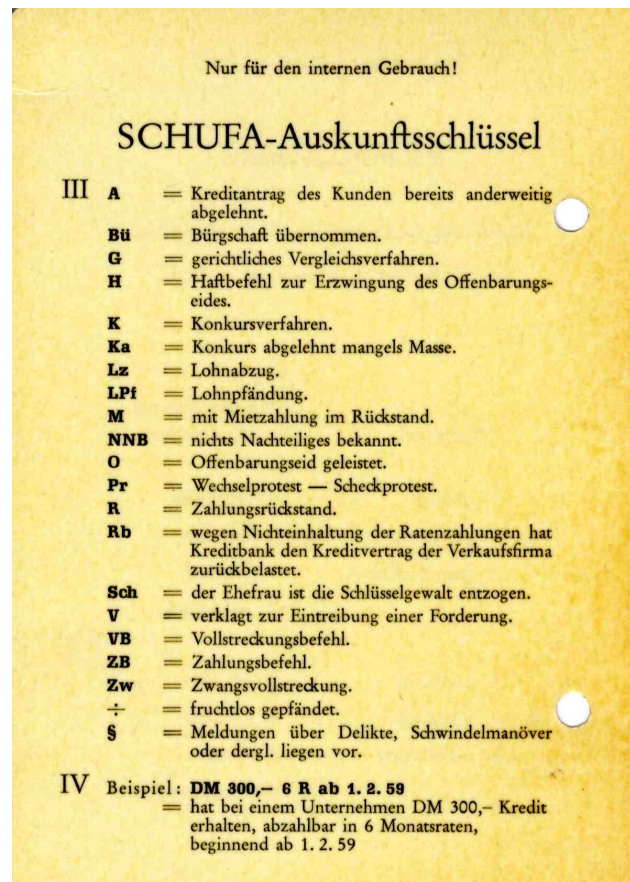 Nur für den internen Gebrauch!
SCHUFA-Auskunftsschlüssel
III A = Kreditantrag des Kunden bereits anderweitig
abgelehnt.
Bü = Bürgschaft übernommen.
G = gerichtliches Vergleichsverfahren.
H = Haftbefehl zur Erzwingung des Offenbarungs-
eides.
K = Konkursverfahren.
Ka = Konkurs abgelehnt mangels Masse.
Lz = Lohnabzug.
LPf = Lohnpfändung.
M = mit Mietzahlung im Rückstand.
NNB = nichts Nachteiliges bekannt.
O = Offenbarungseid geleistet.
Pr = Wechselprotest — Scheckprotest.
R = Zahlungsrückstand.
Rb = wegen Nichteinhaltung der Ratenzahlungen hat
Kreditbank den Kreditvertrag der Verkaufsfirma
zurückbelastet.
Sch = der Ehefrau ist die Schlüsselgewalt entzogen.
V = verklagt zur Eintreibung einer Forderung.
VB = Vollstreckungsbefehl.
ZB = Zahlungsbefehl.
Zw = Zwangsvollstreckung.
÷ = fruchtlos gepfändet.
§ = Meldungen über Delikte, Schwindelmanöver
oder dergl. liegen vor.
IV Beispiel: DM 300,– 6 R ab 1. 2. 59
= hat bei einem Unternehmen DM 300,– Kredit
erhalten, abzahlbar in 6 Monatsraten,
beginnend ab 1. 2. 59